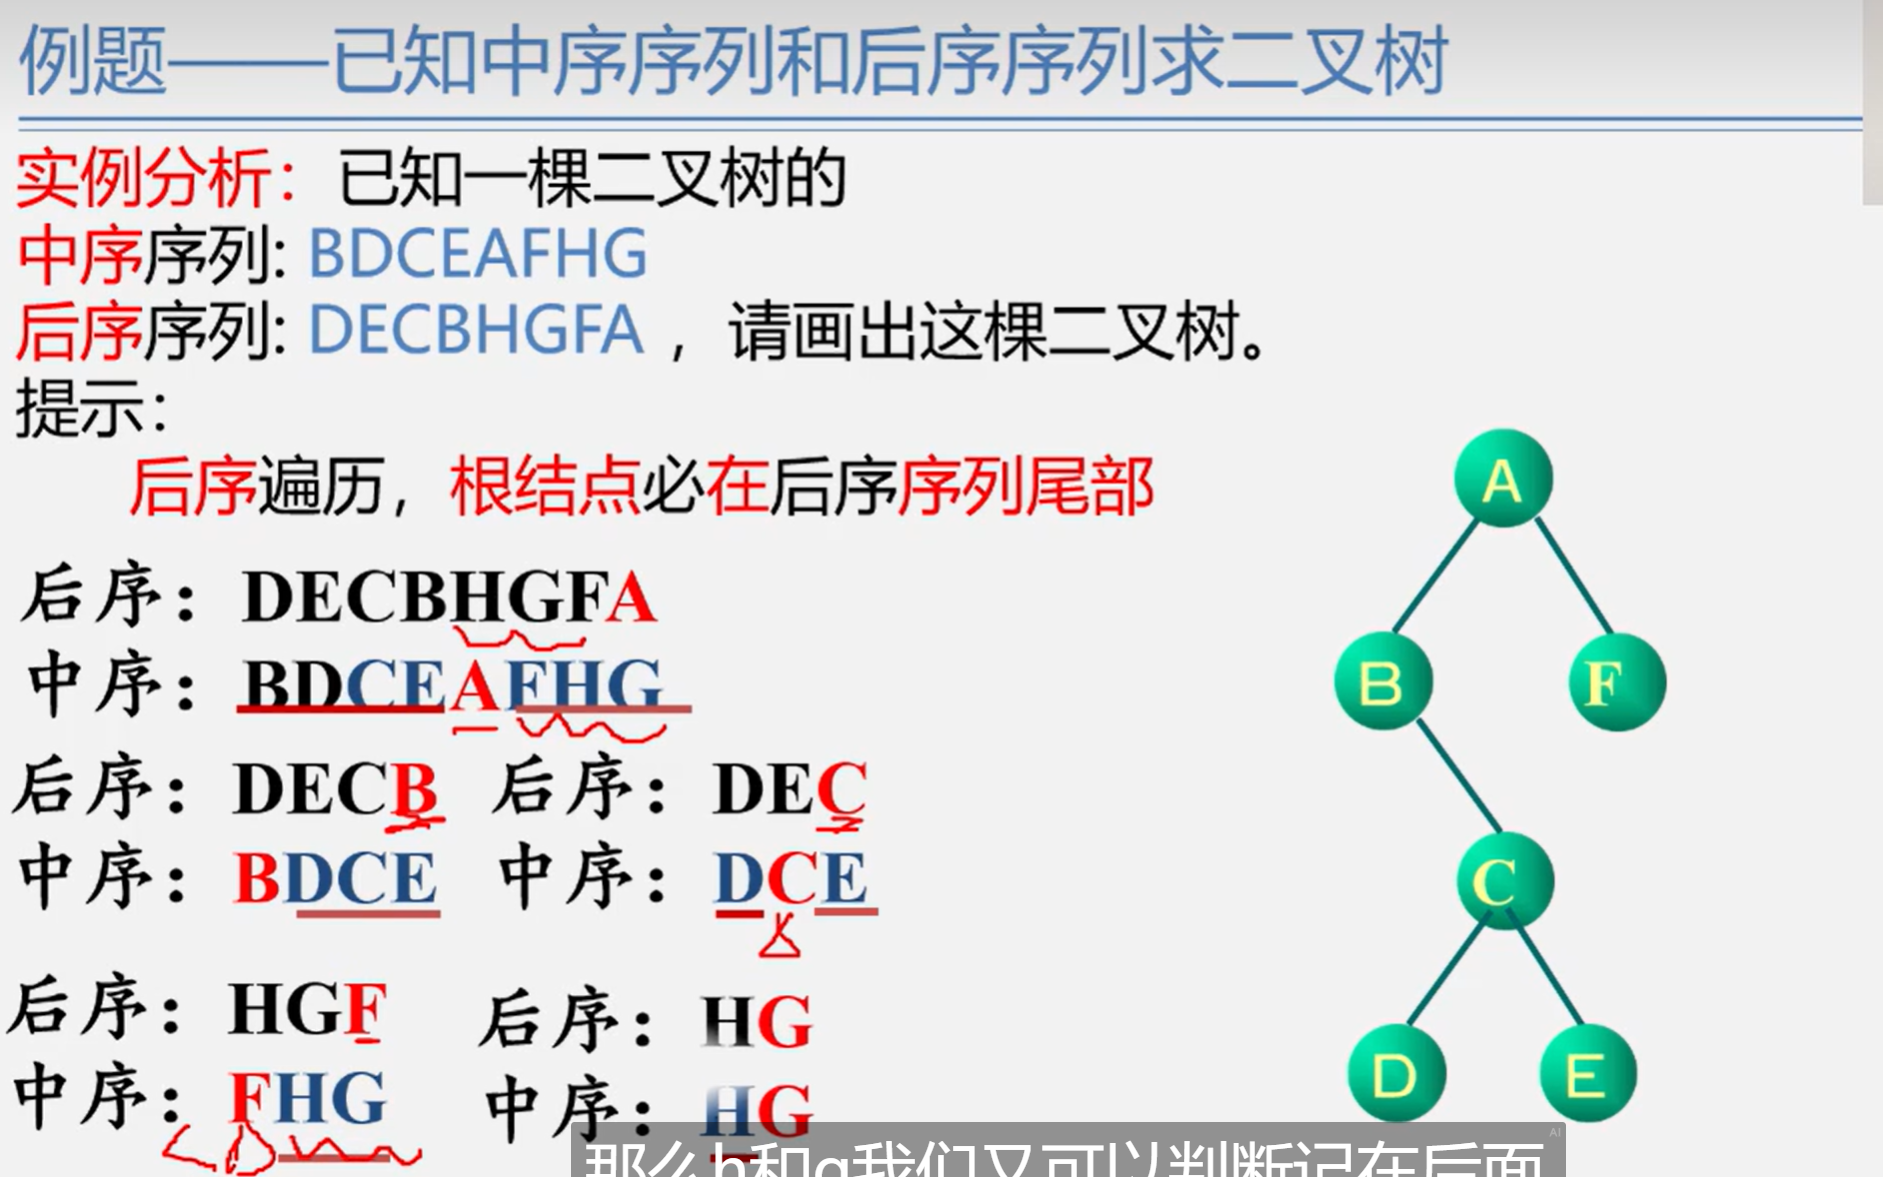 例题——已知中序序列和后序序列求二叉树
实例分析：已知一棵二叉树的
中序序列: BDCEAFHG
后序序列: DECBHGFA ，请画出这棵二叉树。
提示：
后序遍历，根结点必在后序序列尾部
后序：DECBHGFA
中序：BDCEAFHG
后序：DECB 后序：DEC
中序：BDCE 中序：DCE
后序：HGF 后序：HG
中序：FHG 中序：HG
A
B F
C
D E
那么h和g我们又可以判断记在后面
AI